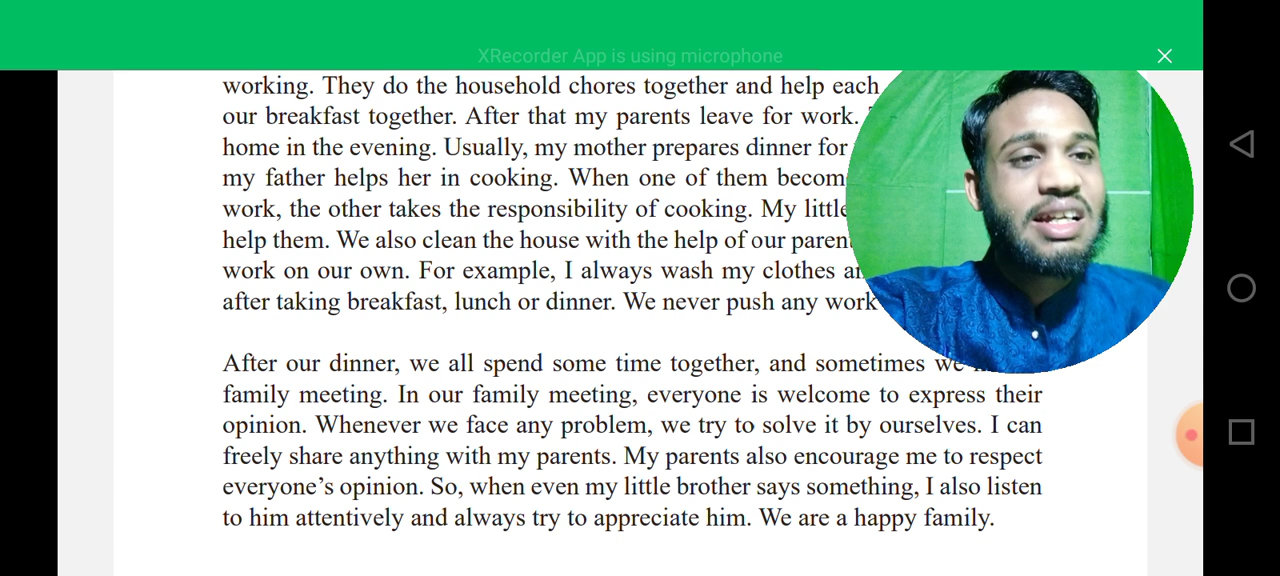 XRecorder App is using microphone
working. They do the household chores together and help each
our breakfast together. After that my parents leave for work.
home in the evening. Usually, my mother prepares dinner for
my father helps her in cooking. When one of them
work, the other takes the responsibility of cooking. My little
help them. We also clean the house with the help of our
work on our own. For example, I always wash my clothes
after taking breakfast, lunch or dinner. We never push any work
After our dinner, we all spend some time together, and sometimes we
family meeting. In our family meeting, everyone is welcome to express their
opinion. Whenever we face any problem, we try to solve it by ourselves. I can
freely share anything with my parents. My parents also encourage me to respect
everyone’s opinion. So, when even my little brother says something, I also listen
to him attentively and always try to appreciate him. We are a happy family.